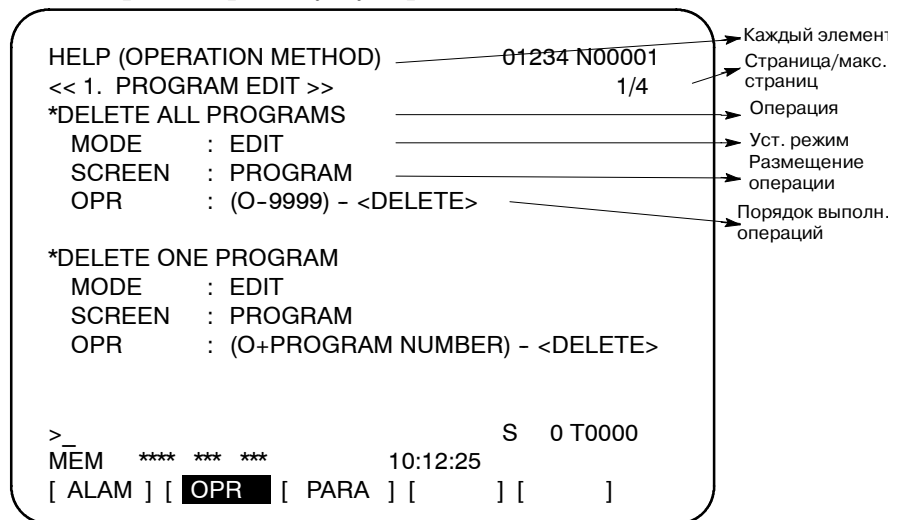 HELP (OPERATION METHOD) 01234 N00001
<< 1. PROGRAM EDIT >> 1/4
*DELETE ALL PROGRAMS
MODE : EDIT
SCREEN : PROGRAM
OPR : (O-9999) - <DELETE>
*DELETE ONE PROGRAM
MODE : EDIT
SCREEN : PROGRAM
OPR : (O+PROGRAM NUMBER) - <DELETE>
>_ S 0 T0000
MEM **** *** *** 10:12:25
[ ALAM ] [ OPR [ PARA ] [ ] [ ]
Каждый элемент
Страница/макс.
страниц
Операция
Уст. режим
Размещение
операции
Порядок выполн.
операций